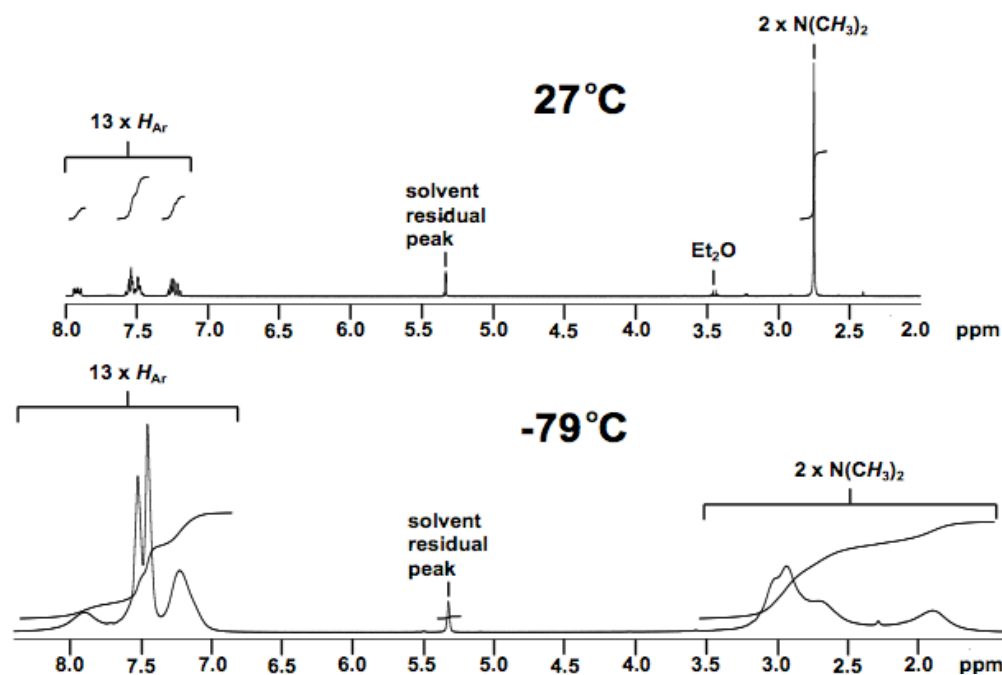 2 x N(CH₃)₂
27°C
13 x H_Ar
solvent
residual
peak
Et₂O
8.0 7.5 7.0 6.5 6.0 5.5 5.0 4.5 4.0 3.5 3.0 2.5 2.0 ppm
13 x H_Ar
-79°C
2 x N(CH₃)₂
solvent
residual
peak
8.0 7.5 7.0 6.5 6.0 5.5 5.0 4.5 4.0 3.5 3.0 2.5 2.0 ppm